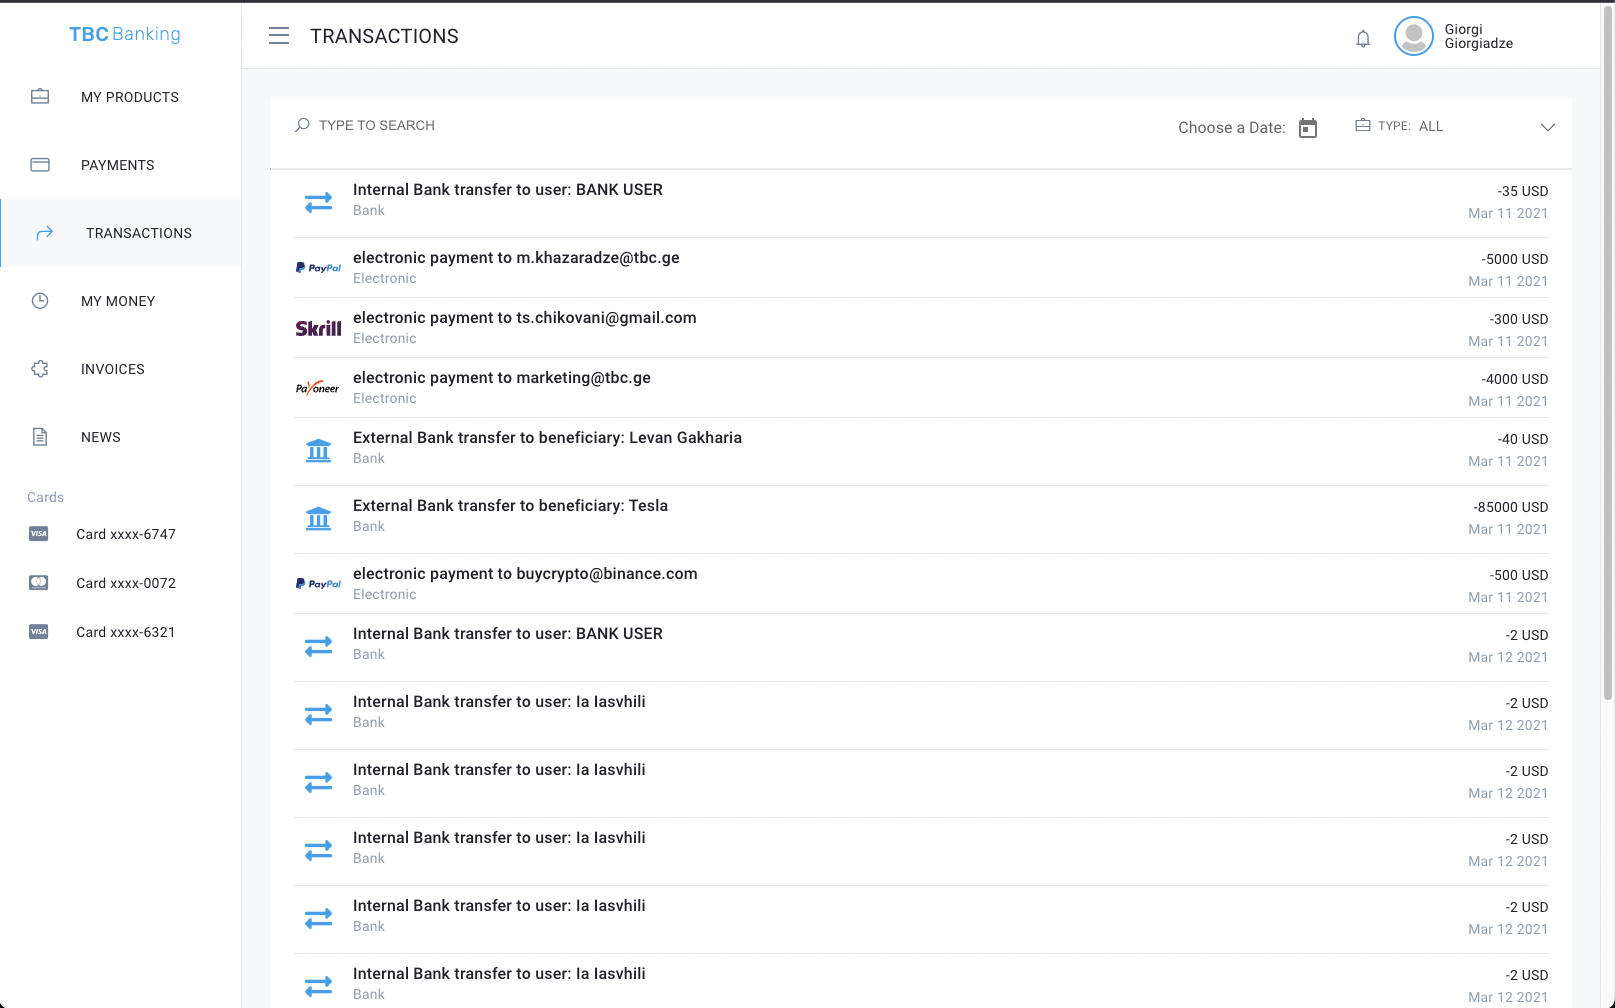 TBC Banking
MY PRODUCTS
PAYMENTS
TRANSACTIONS
MY MONEY
INVOICES
NEWS
Cards
VISA Card xxxx-6747
Card xxxx-0072
VISA Card xxxx-6321
TRANSACTIONS
Giorgi
Giorgiadze
TYPE TO SEARCH
Choose a Date:
TYPE: ALL
Internal Bank transfer to user: BANK USER
-35 USD
Bank
Mar 11 2021
PayPal
electronic payment to m.khazaradze@tbc.ge
-5000 USD
Electronic
Mar 11 2021
Skrill
electronic payment to ts.chikovani@gmail.com
-300 USD
Electronic
Mar 11 2021
Payoneer
electronic payment to marketing@tbc.ge
-4000 USD
Electronic
Mar 11 2021
External Bank transfer to beneficiary: Levan Gakharia
-40 USD
Bank
Mar 11 2021
External Bank transfer to beneficiary: Tesla
-85000 USD
Bank
Mar 11 2021
PayPal
electronic payment to buycrypto@binance.com
-500 USD
Electronic
Mar 11 2021
Internal Bank transfer to user: BANK USER
-2 USD
Bank
Mar 12 2021
Internal Bank transfer to user: Ia Iasvhili
-2 USD
Bank
Mar 12 2021
Internal Bank transfer to user: Ia Iasvhili
-2 USD
Bank
Mar 12 2021
Internal Bank transfer to user: Ia Iasvhili
-2 USD
Bank
Mar 12 2021
Internal Bank transfer to user: Ia Iasvhili
-2 USD
Bank
Mar 12 2021
Internal Bank transfer to user: Ia Iasvhili
-2 USD
Bank
Mar 12 2021